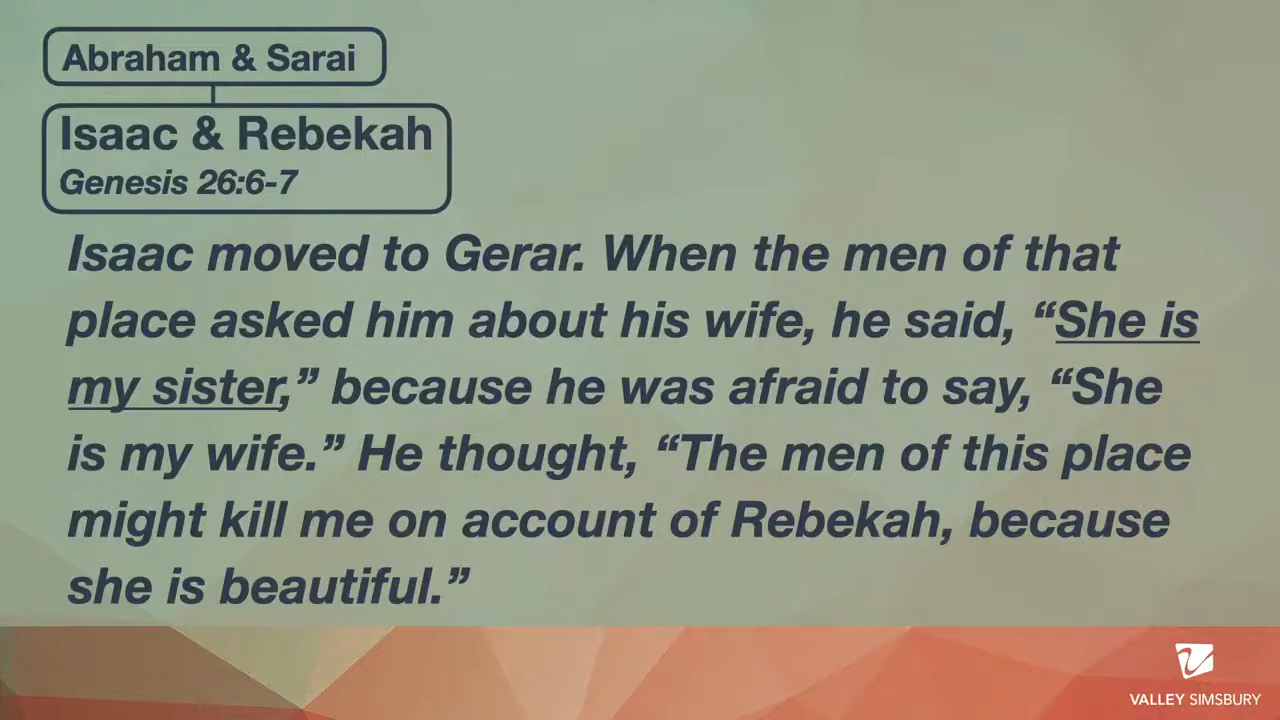 Abraham & Sarai
Isaac & Rebekah
Genesis 26:6-7
Isaac moved to Gerar. When the men of that
place asked him about his wife, he said, “She is
my sister,” because he was afraid to say, “She
is my wife.” He thought, “The men of this place
might kill me on account of Rebekah, because
she is beautiful.”
VALLEY SIMSBURY